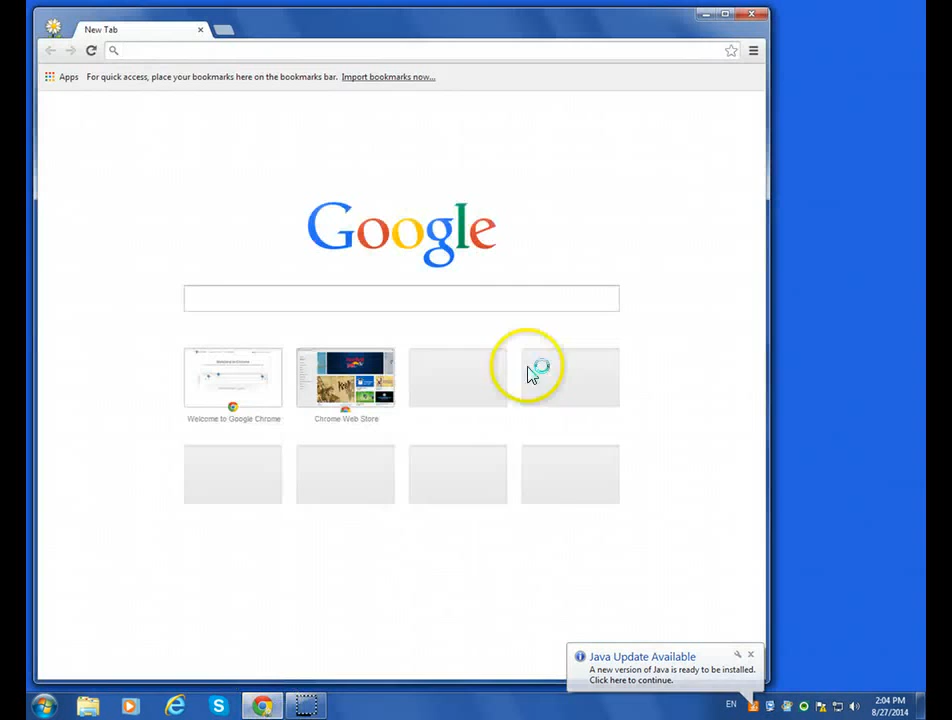 New Tab
Apps For quick access, place your bookmarks here on the bookmarks bar. Import bookmarks now...
Google
Welcome to Google Chrome
Chrome Web Store
Java Update Available
A new version of Java is ready to be installed.
Click here to continue.
EN
2:04 PM
8/27/2014